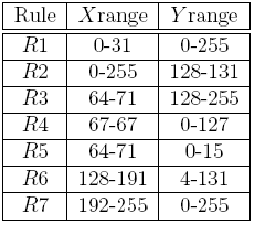 Rule X range Y range
R1 0-31 0-255
R2 0-255 128-131
R3 64-71 128-255
R4 67-67 0-127
R5 64-71 0-15
R6 128-191 4-131
R7 192-255 0-255